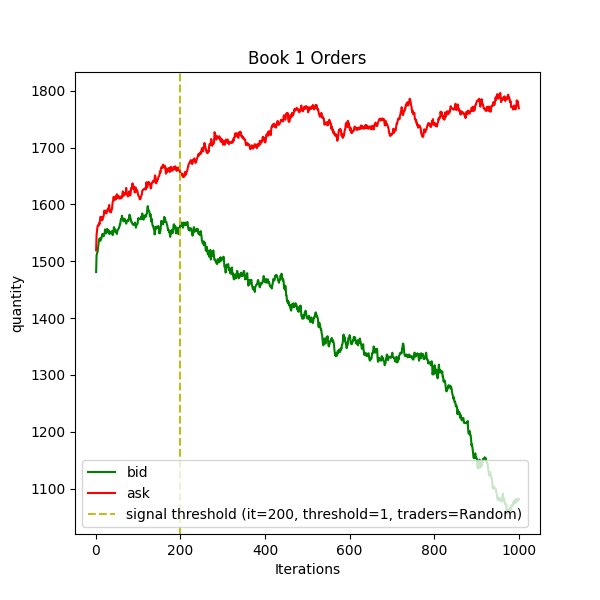 Book 1 Orders
1800
1700
1600
1500
1400
1300
1200
1100
quantity
bid
ask
signal threshold (it=200, threshold=1, traders=Random)
0 200 400 600 800 1000
Iterations